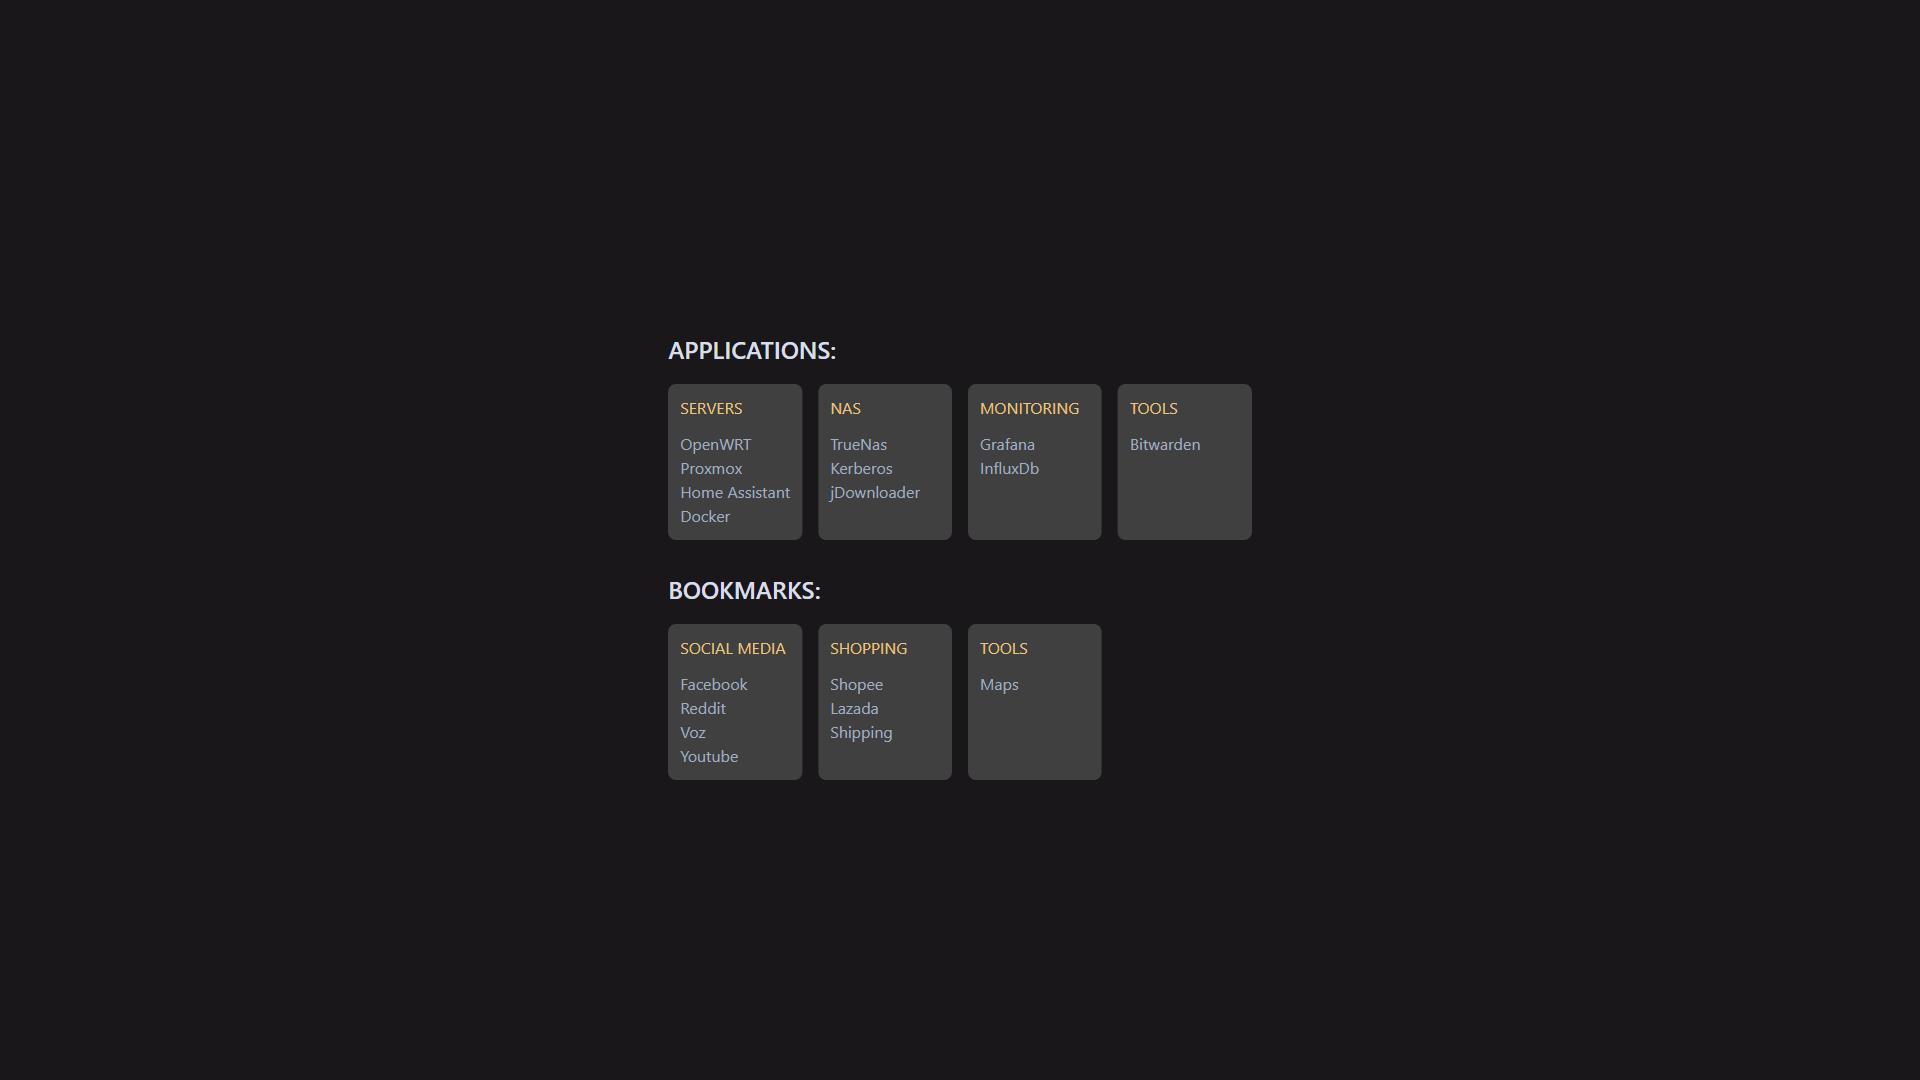 APPLICATIONS:
SERVERS
OpenWRT
Proxmox
Home Assistant
Docker
NAS
TrueNas
Kerberos
jDownloader
MONITORING
Grafana
InfluxDb
TOOLS
Bitwarden
BOOKMARKS:
SOCIAL MEDIA
Facebook
Reddit
Voz
Youtube
SHOPPING
Shopee
Lazada
Shipping
TOOLS
Maps